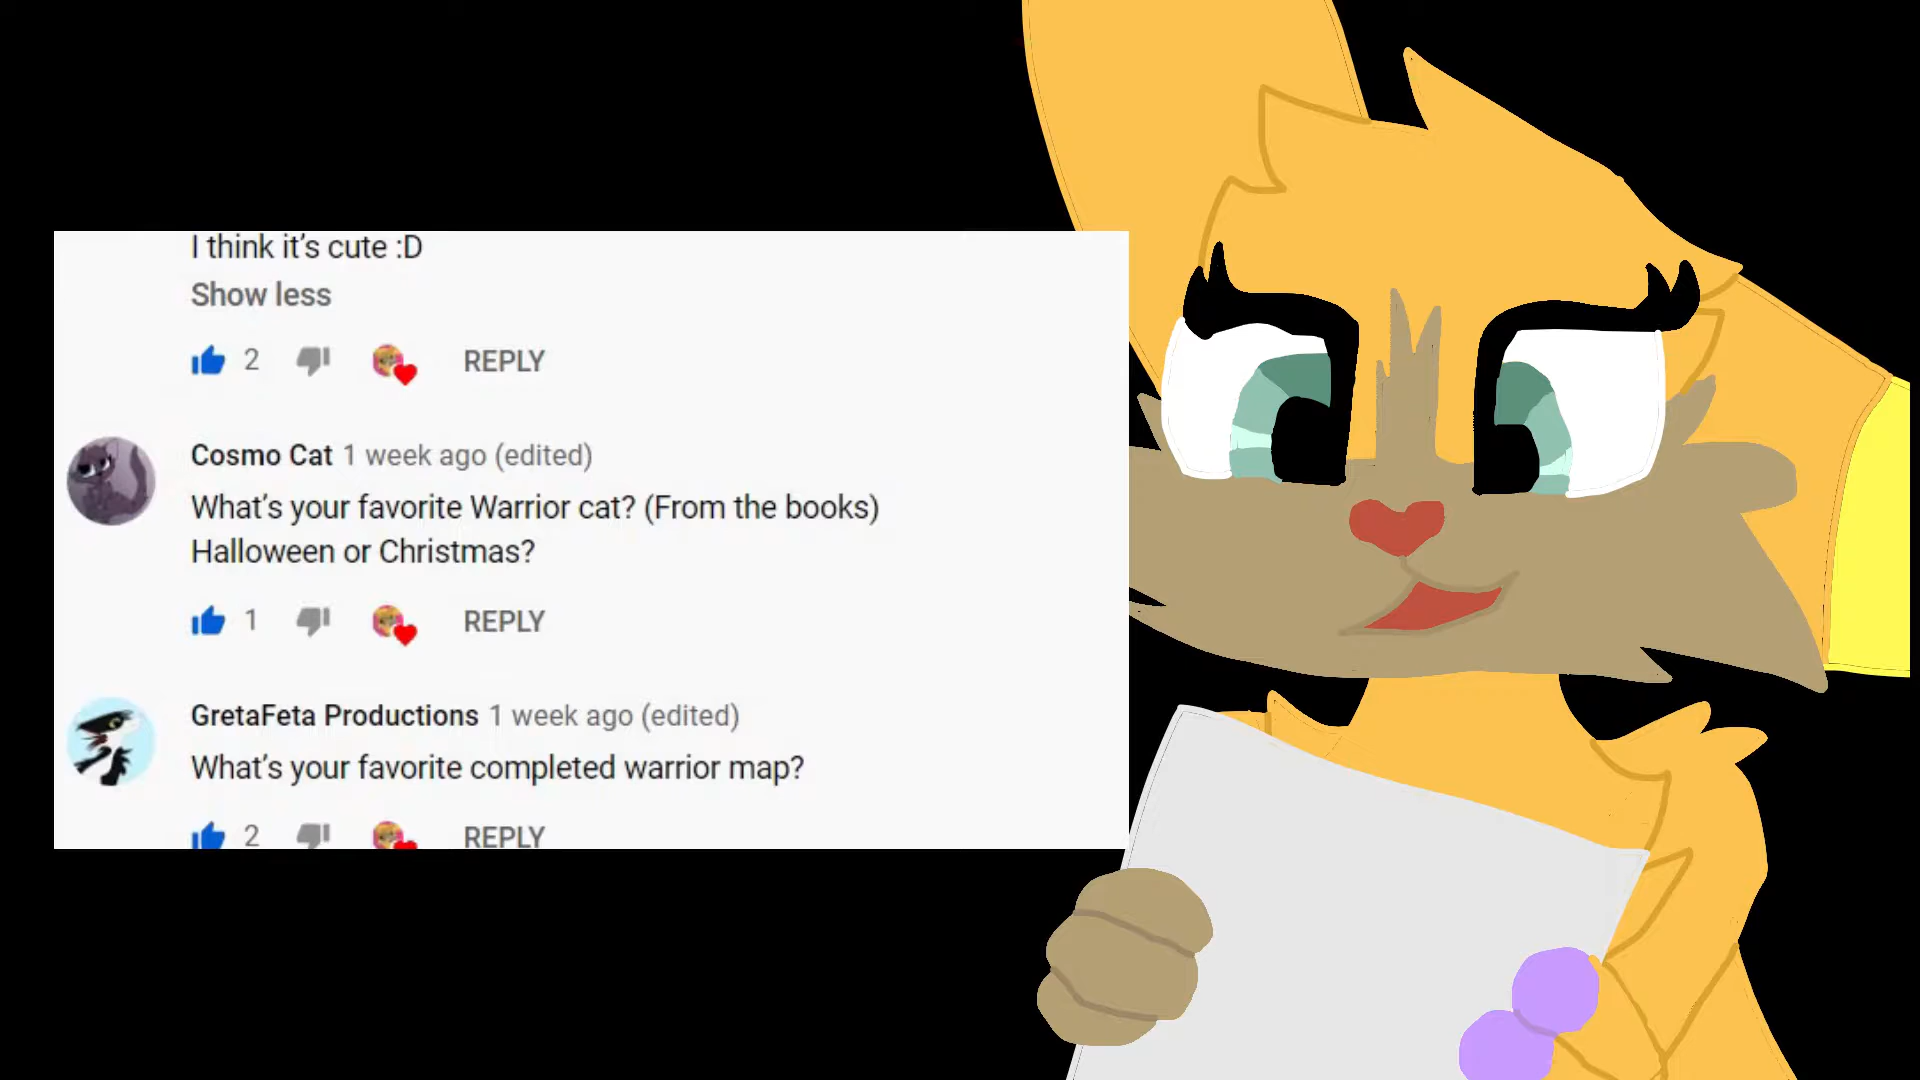 I think it's cute :D
Show less
2 REPLY
Cosmo Cat 1 week ago (edited)
What's your favorite Warrior cat? (From the books)
Halloween or Christmas?
1 REPLY
GretaFeta Productions 1 week ago (edited)
What's your favorite completed warrior map?
2 REPLY